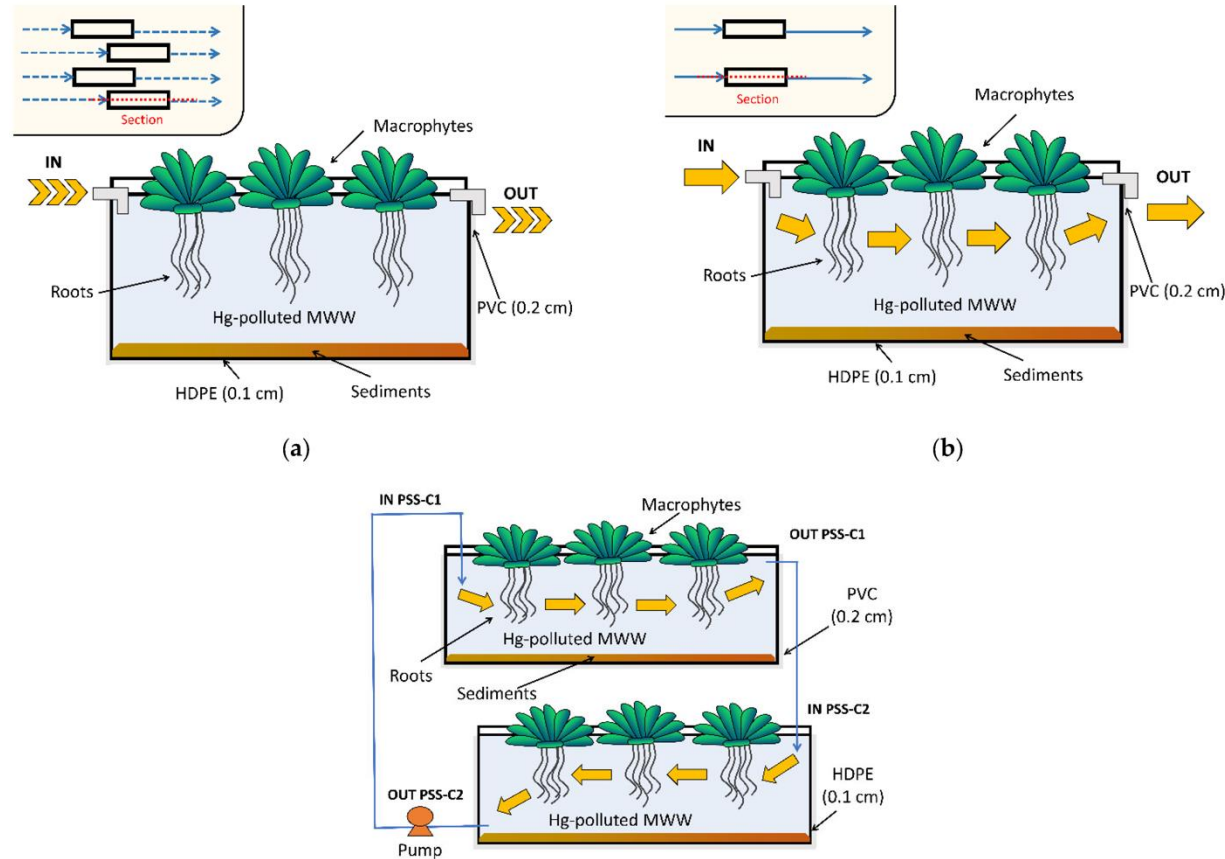 Section
Macrophytes
IN
OUT
Roots
PVC (0.2 cm)
Hg-polluted MWW
HDPE (0.1 cm)
Sediments
(a)
Section
Macrophytes
IN
OUT
Roots
PVC (0.2 cm)
Hg-polluted MWW
HDPE (0.1 cm)
Sediments
(b)
IN PSS-C1
Macrophytes
OUT PSS-C1
PVC
(0.2 cm)
Hg-polluted MWW
Roots
Sediments
IN PSS-C2
HDPE
(0.1 cm)
OUT PSS-C2
Hg-polluted MWW
Pump